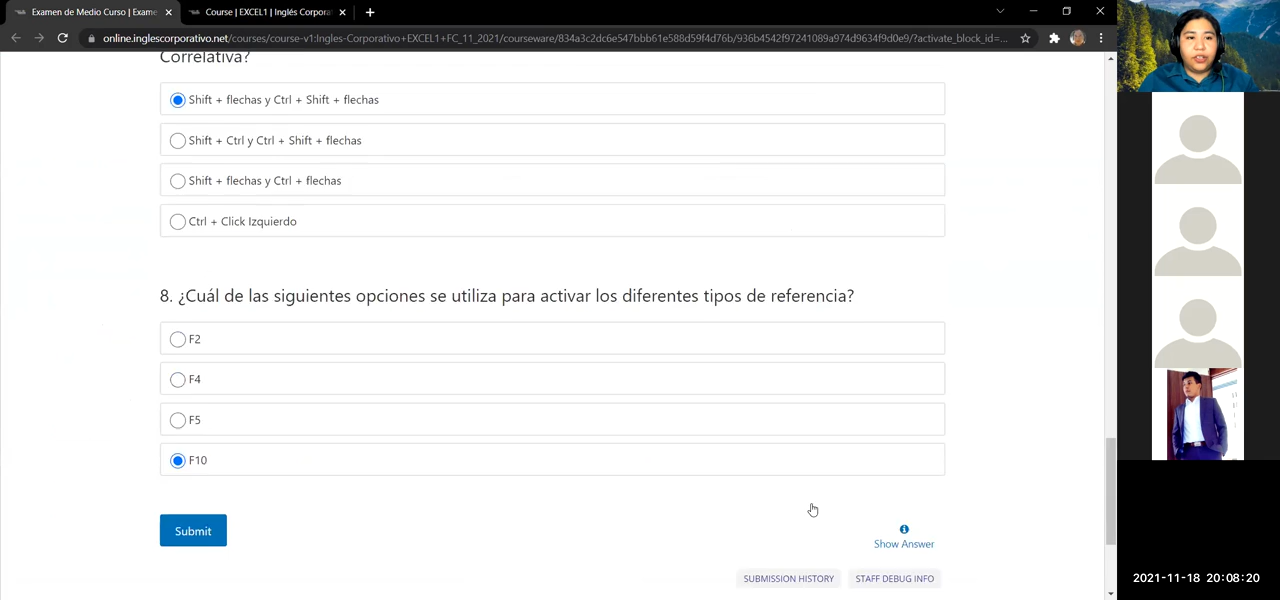 Examen de Medio Curso | Exame
Course | EXCEL1 | Inglés Corpora
online.inglescorporativo.net/courses/course-v1:Ingles-Corporativo+EXCEL1+FC_11_2021/courseware/834a3c2dc6e547bbb61e588d59f4d76b/936b4542f97241089a974d9634f9d0e9/?activate_block_id=...
Correlativa?
Shift + flechas y Ctrl + Shift + flechas
Shift + Ctrl y Ctrl + Shift + flechas
Shift + flechas y Ctrl + flechas
Ctrl + Click Izquierdo
8. ¿Cuál de las siguientes opciones se utiliza para activar los diferentes tipos de referencia?
F2
F4
F5
F10
Submit
Show Answer
SUBMISSION HISTORY
STAFF DEBUG INFO
2021-11-18 20:08:20